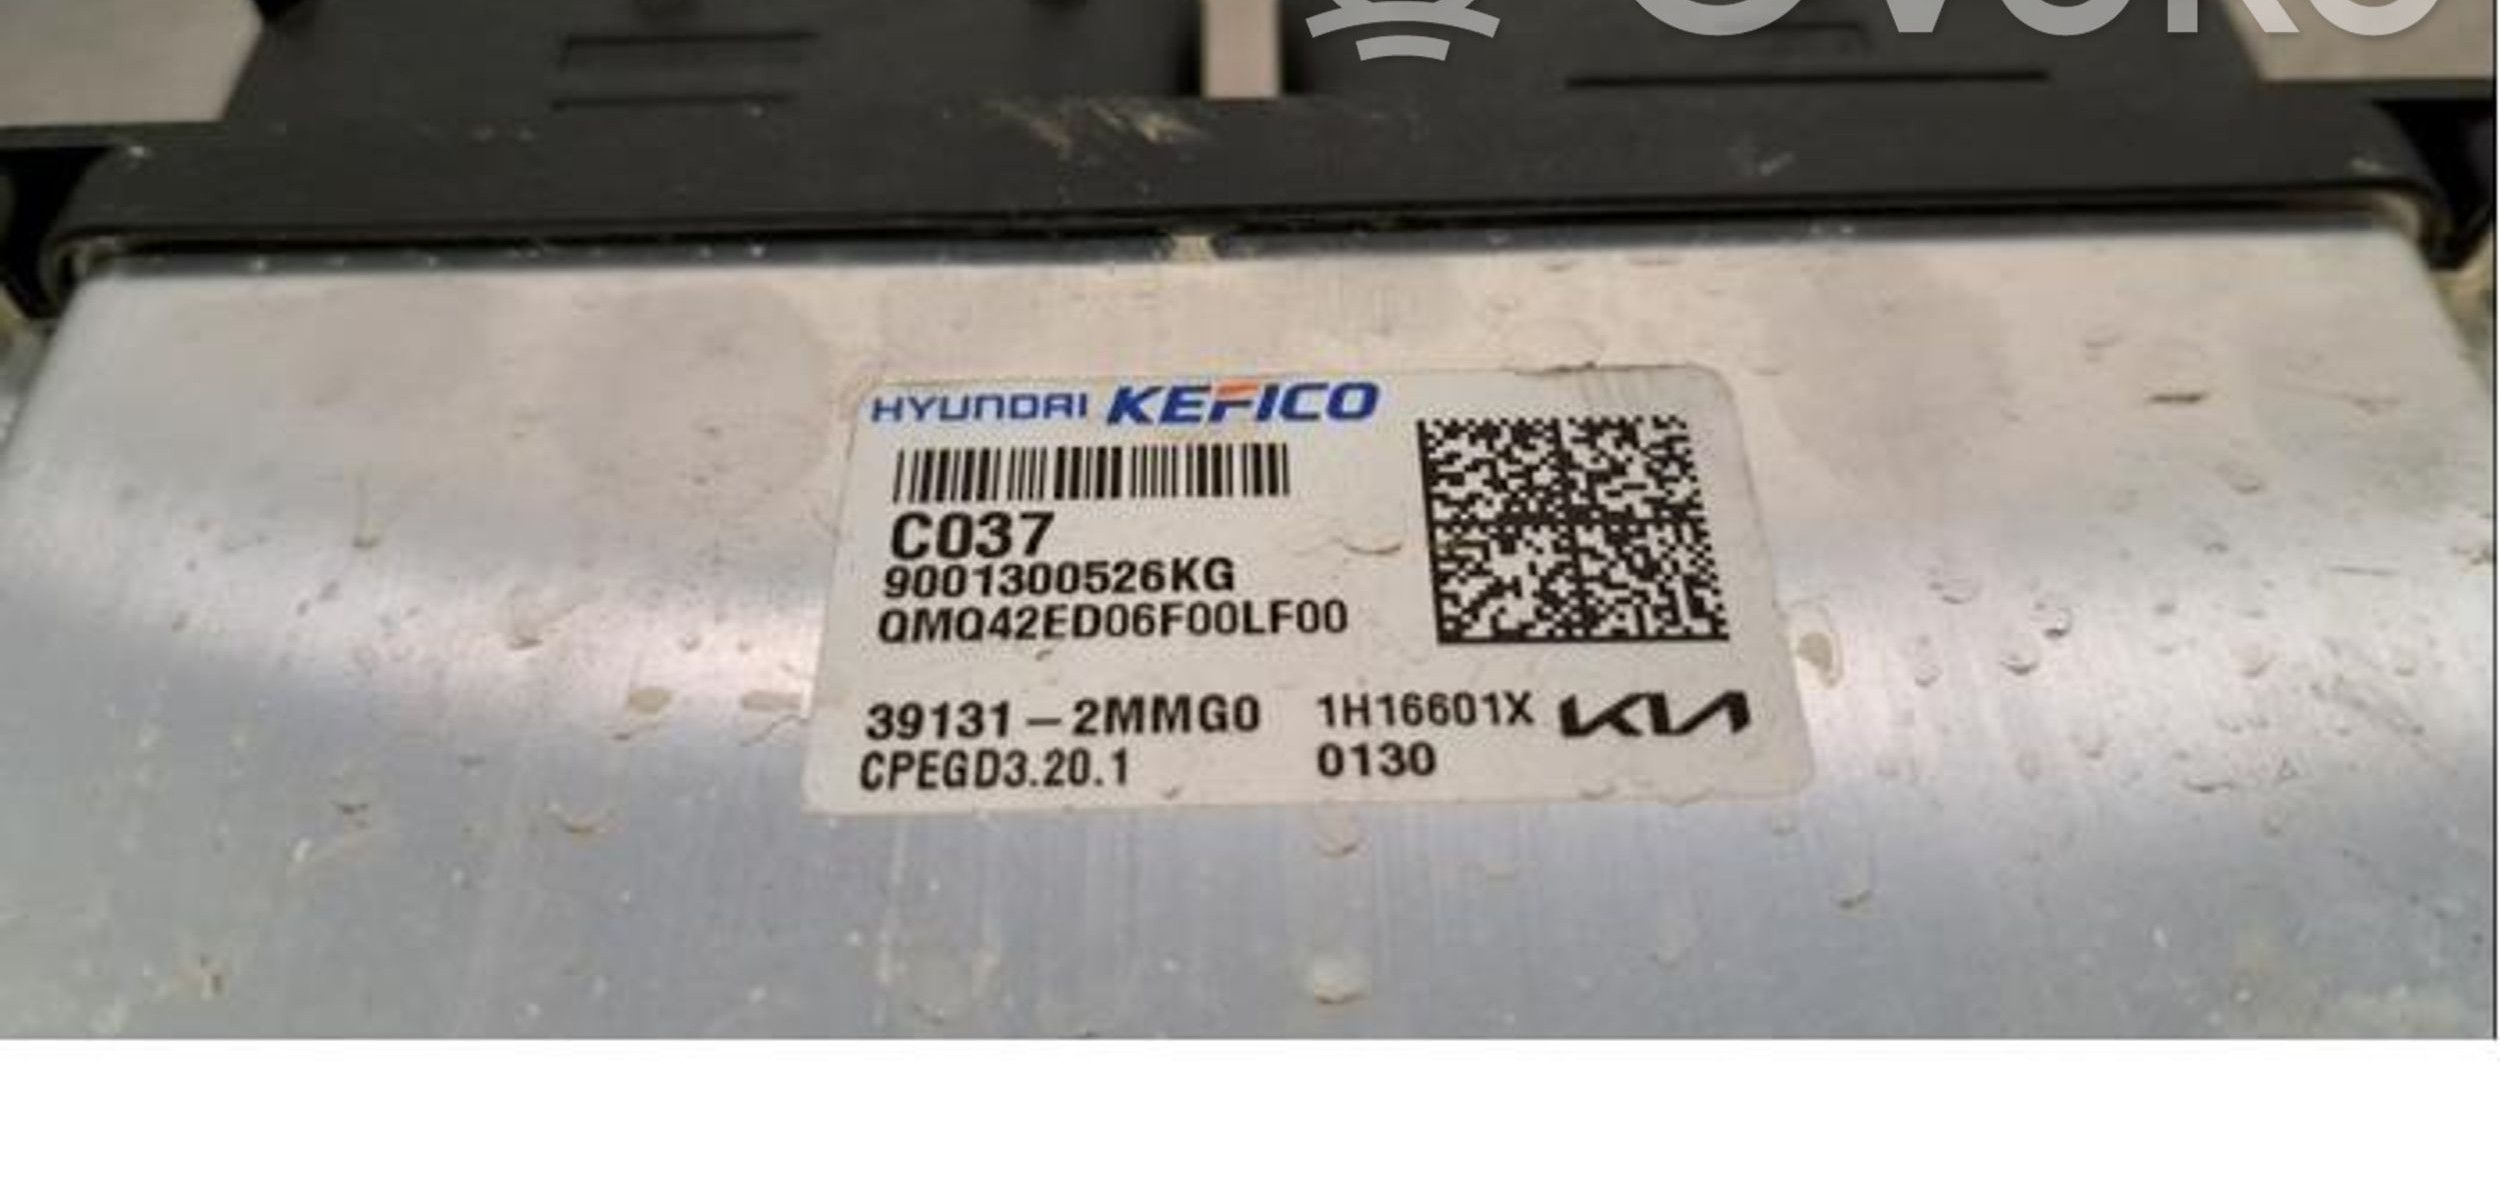 HYUNDAI KEFICO
C037
9001300526KG
QMQ42ED06F00LF00
39131-2MMG0 1H16601X KIA
CPEGD3.20.1 0130